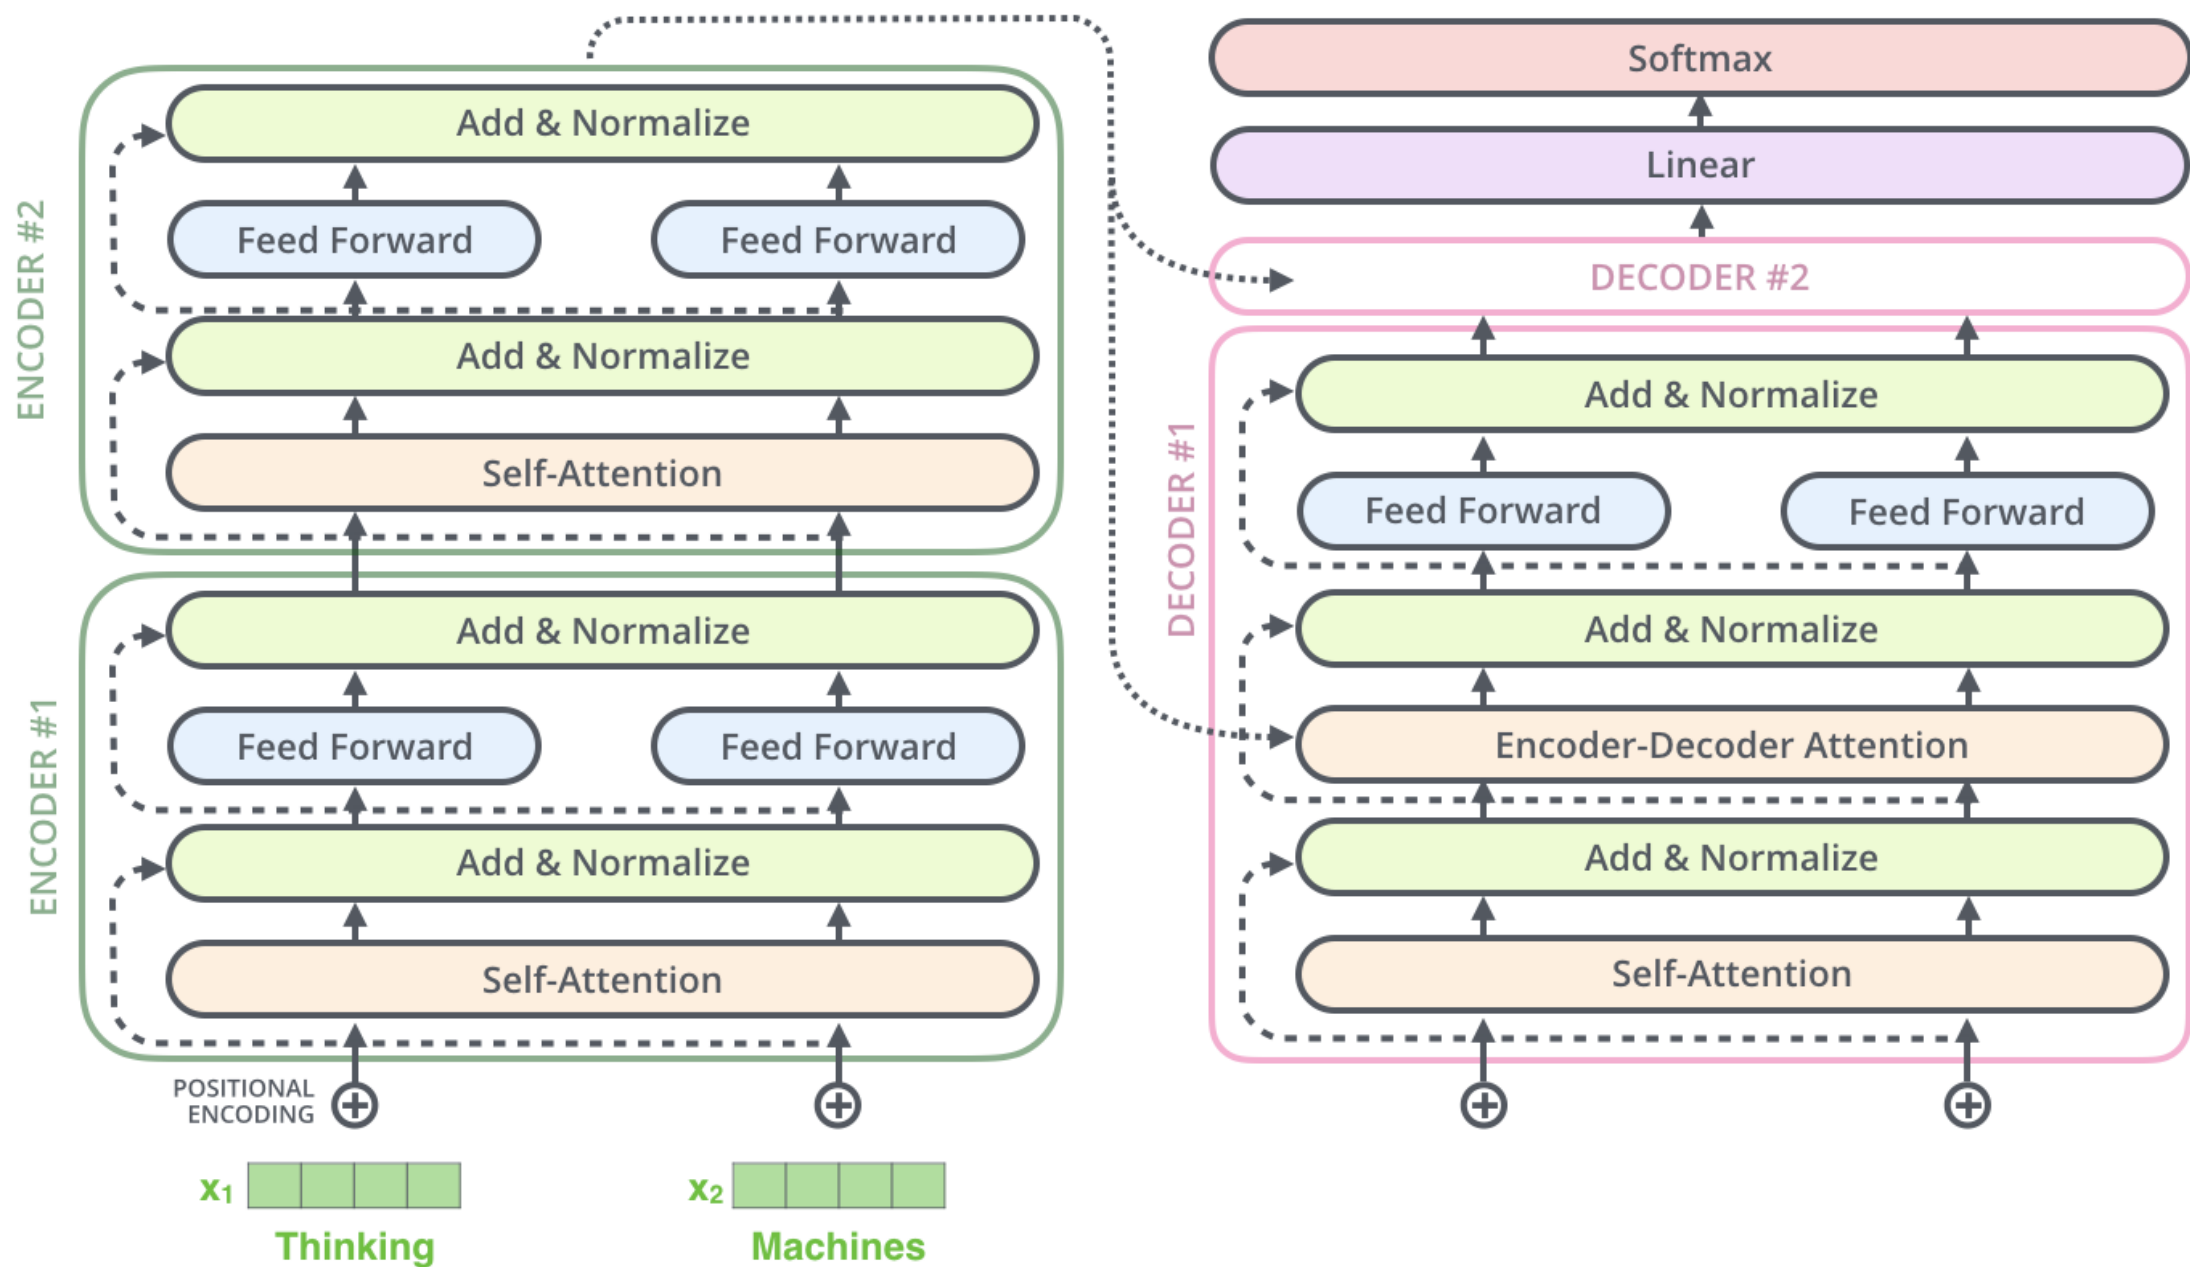 ENCODER #2
Add & Normalize
Feed Forward
Feed Forward
Add & Normalize
Self-Attention
ENCODER #1
Add & Normalize
Feed Forward
Feed Forward
Add & Normalize
Self-Attention
POSITIONAL
ENCODING
x₁
x₂
Thinking
Machines
Softmax
Linear
DECODER #2
DECODER #1
Add & Normalize
Feed Forward
Feed Forward
Add & Normalize
Encoder-Decoder Attention
Add & Normalize
Self-Attention